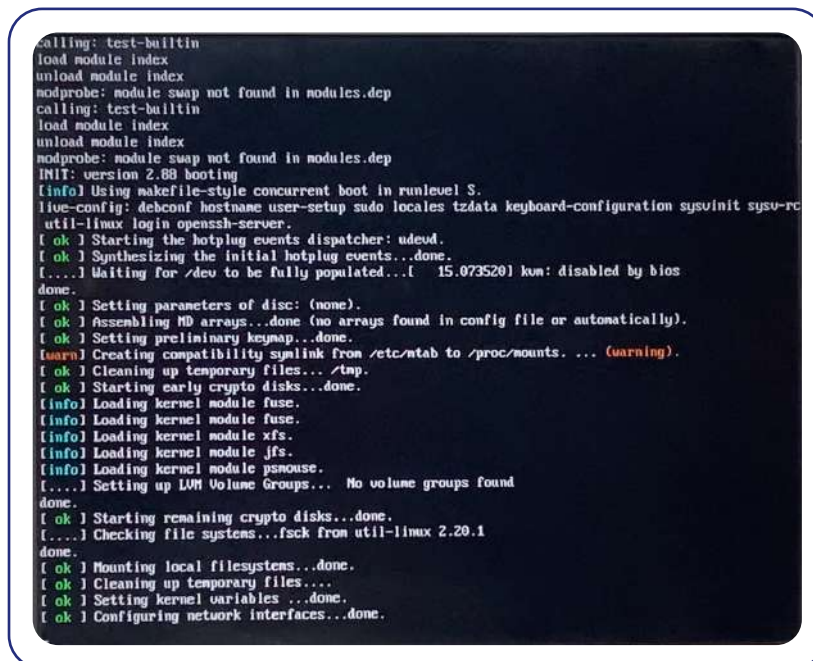 calling: test-builtin
load module index
unload module index
modprobe: module swap not found in modules.dep
calling: test-builtin
load module index
unload module index
modprobe: module swap not found in modules.dep
INIT: version 2.88 booting
[info] Using makefile-style concurrent boot in runlevel S.
live-config: debconf hostname user-setup sudo locales tzdata keyboard-configuration sysvinit sysv-rc
util-linux login openssh-server.
[ ok ] Starting the hotplug events dispatcher: udevd.
[ ok ] Synthesizing the initial hotplug events...done.
[....] Waiting for /dev to be fully populated...[   15.073520] kvm: disabled by bios
done.
[ ok ] Setting parameters of disc: (none).
[ ok ] Assembling MD arrays...done (no arrays found in config file or automatically).
[ ok ] Setting preliminary keymap...done.
[warn] Creating compatibility symlink from /etc/mtab to /proc/mounts. ... (warning).
[ ok ] Cleaning up temporary files... /tmp.
[ ok ] Starting early crypto disks...done.
[info] Loading kernel module fuse.
[info] Loading kernel module fuse.
[info] Loading kernel module xfs.
[info] Loading kernel module jfs.
[info] Loading kernel module psmouse.
[....] Setting up LVM Volume Groups...  No volume groups found
done.
[ ok ] Starting remaining crypto disks...done.
[....] Checking file systems...fsck from util-linux 2.20.1
done.
[ ok ] Mounting local filesystems...done.
[ ok ] Cleaning up temporary files....
[ ok ] Setting kernel variables ...done.
[ ok ] Configuring network interfaces...done.